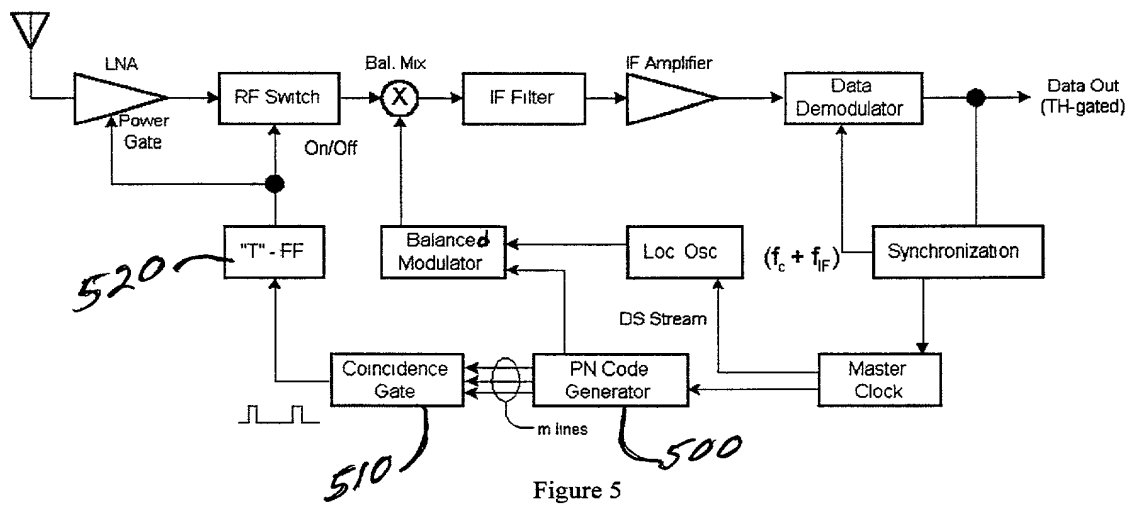 LNA
Power
Gate
RF Switch
On/Off
Bal. Mix
X
IF Filter
IF Amplifier
Data
Demodulator
Data Out
(TH-gated)
"T" - FF
520
Balanced
Modulator
Loc Osc
(fc + fIF)
Synchronization
DS Stream
Coincidence
Gate
510
m lines
PN Code
Generator
500
Master
Clock
Figure 5